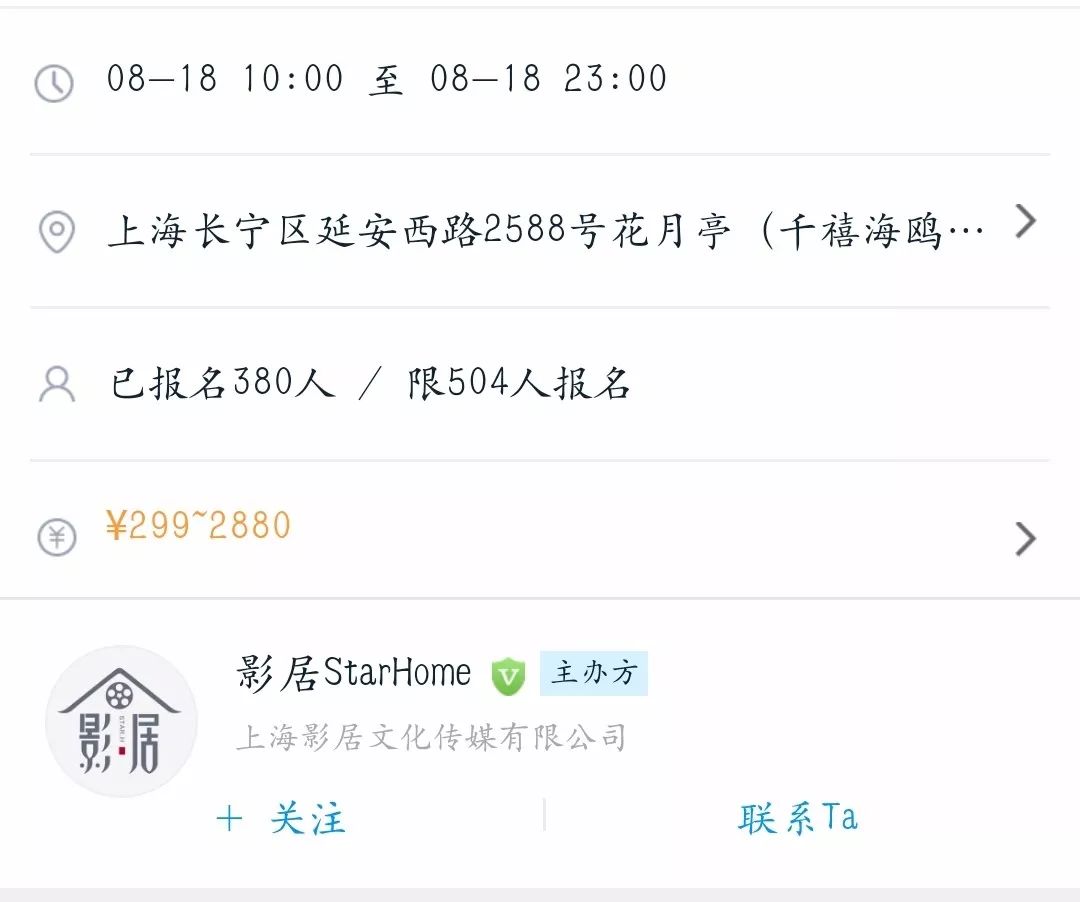 08-18 10:00 至 08-18 23:00
上海长宁区延安西路2588号花月亭（千禧海鸥…
已报名380人 / 限504人报名
¥299~2880
影居StarHome V 主办方
影居
上海影居文化传媒有限公司
+ 关注
联系Ta